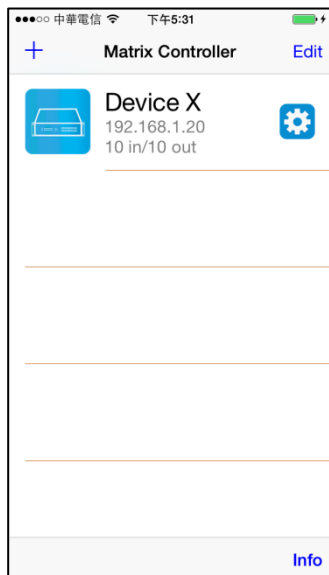 中華電信 下午5:31
+ Matrix Controller Edit
Device X
192.168.1.20
10 in/10 out
Info